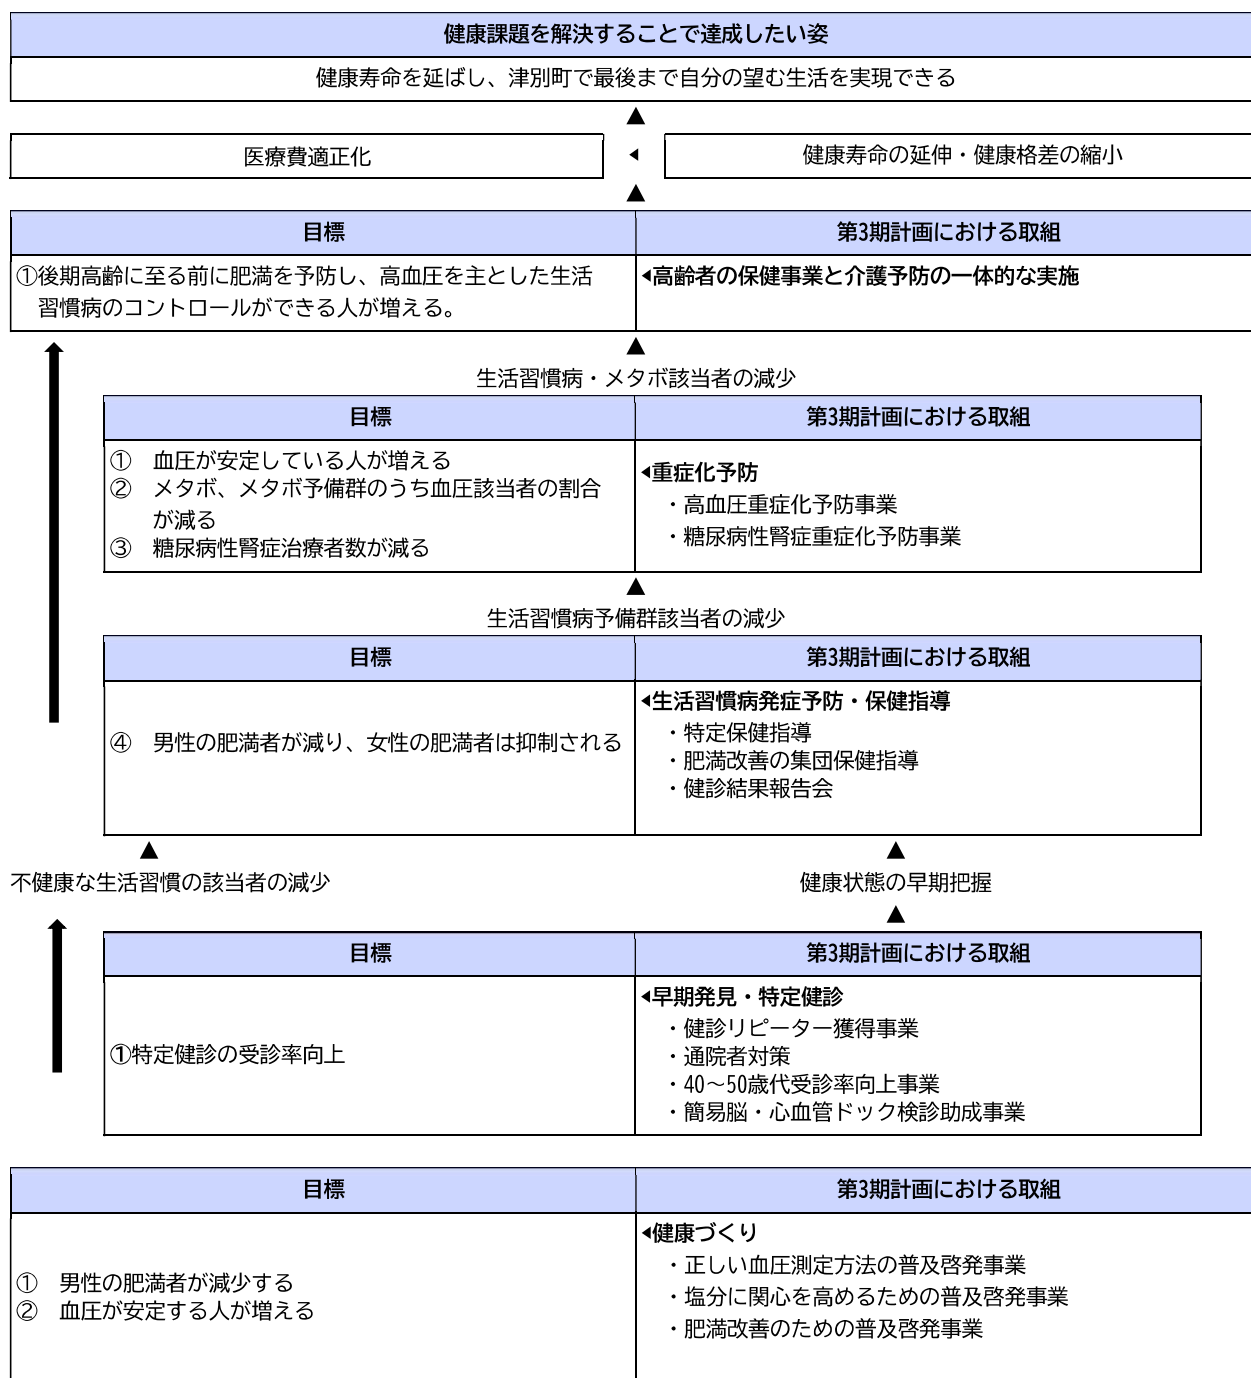 健康課題を解決することで達成したい姿
健康寿命を延ばし、津別町で最後まで自分の望む生活を実現できる
▲
医療費適正化
◀
健康寿命の延伸・健康格差の縮小
▲
目標
第3期計画における取組
①後期高齢に至る前に肥満を予防し、高血圧を主とした生活
習慣病のコントロールができる人が増える。
◀高齢者の保健事業と介護予防の一体的な実施
▲
生活習慣病・メタボ該当者の減少
目標
第3期計画における取組
① 血圧が安定している人が増える
② メタボ、メタボ予備群のうち血圧該当者の割合
が減る
③ 糖尿病性腎症治療者数が減る
◀重症化予防
・高血圧重症化予防事業
・糖尿病性腎症重症化予防事業
▲
生活習慣病予備群該当者の減少
目標
第3期計画における取組
④ 男性の肥満者が減り、女性の肥満者は抑制される
◀生活習慣病発症予防・保健指導
・特定保健指導
・肥満改善の集団保健指導
・健診結果報告会
▲
▲
不健康な生活習慣の該当者の減少
健康状態の早期把握
▲
目標
第3期計画における取組
①特定健診の受診率向上
◀早期発見・特定健診
・健診リピーター獲得事業
・通院者対策
・40～50歳代受診率向上事業
・簡易脳・心血管ドック検診助成事業
目標
第3期計画における取組
① 男性の肥満者が減少する
② 血圧が安定する人が増える
◀健康づくり
・正しい血圧測定方法の普及啓発事業
・塩分に関心を高めるための普及啓発事業
・肥満改善のための普及啓発事業